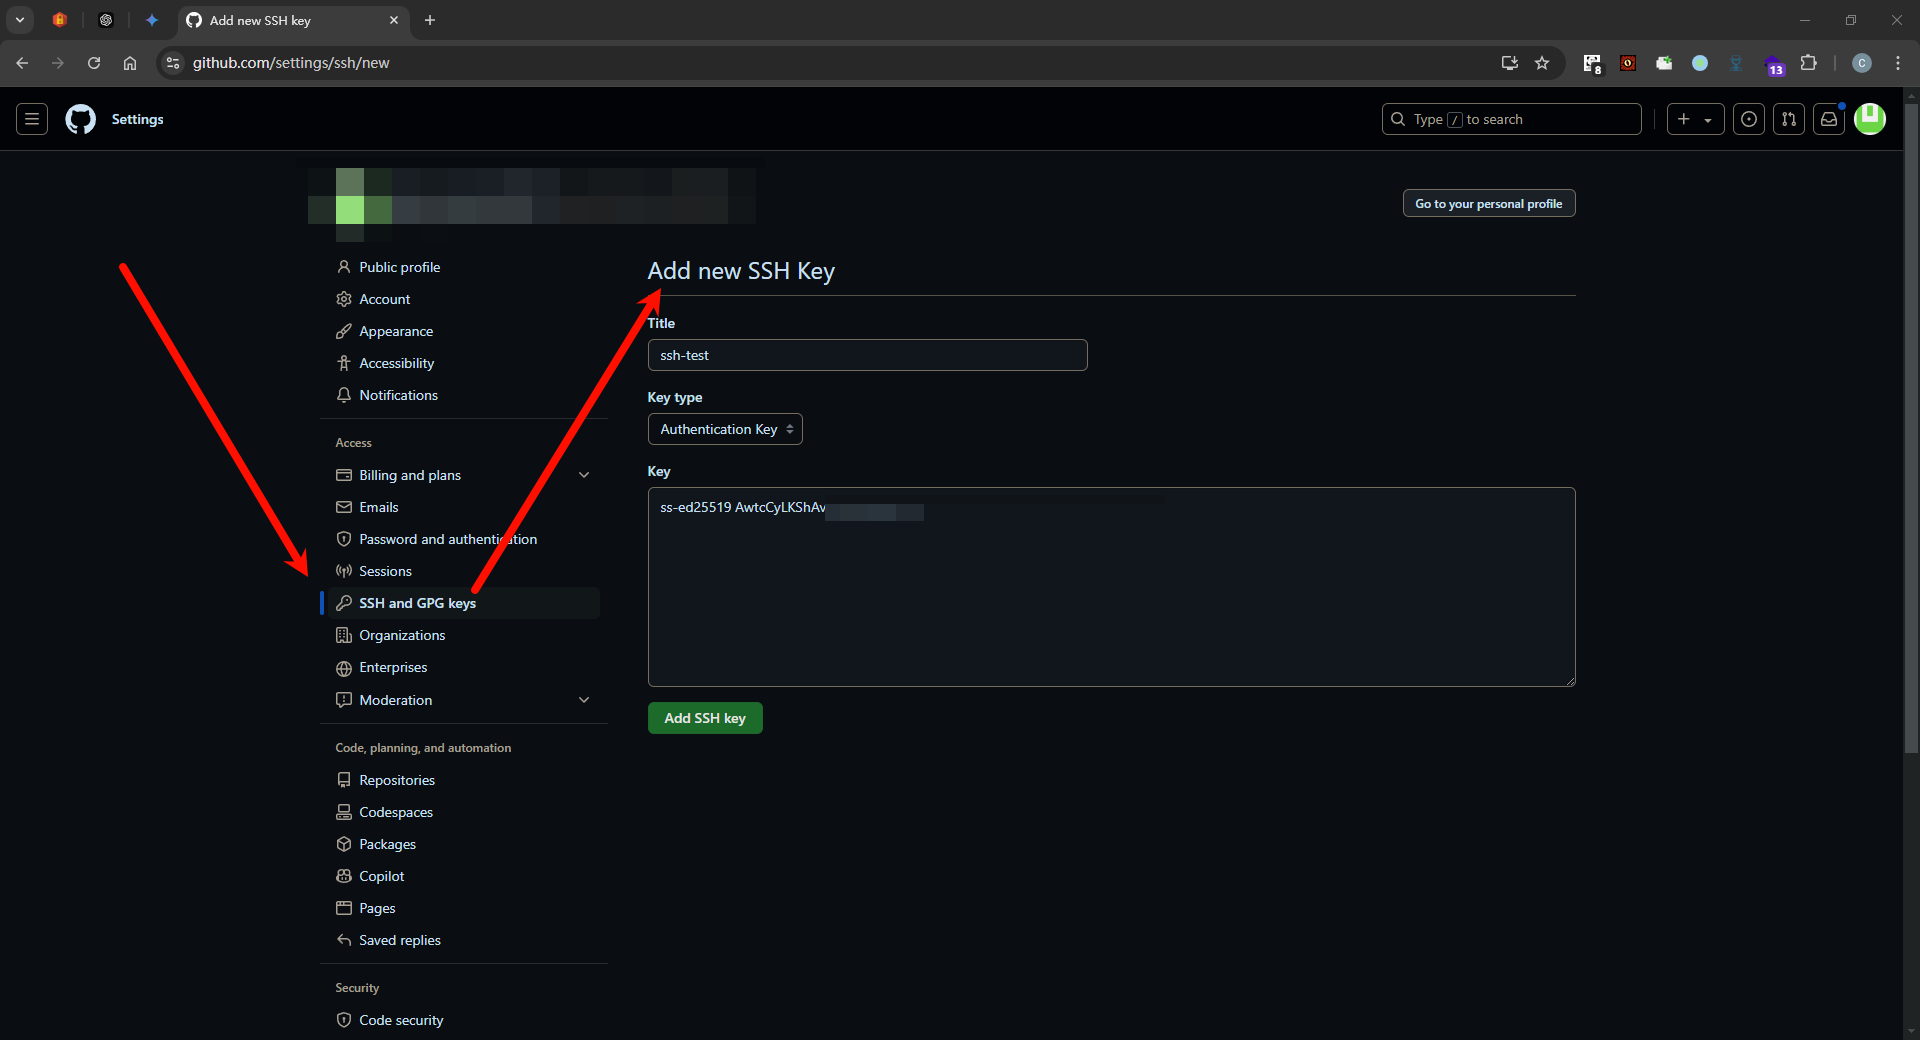 Add new SSH key
github.com/settings/ssh/new
8
13
C
Settings
Type / to search
Go to your personal profile
Public profile
Account
Appearance
Accessibility
Notifications
Access
Billing and plans
Emails
Password and authentication
Sessions
SSH and GPG keys
Organizations
Enterprises
Moderation
Code, planning, and automation
Repositories
Codespaces
Packages
Copilot
Pages
Saved replies
Security
Code security
Add new SSH Key
Title
ssh-test
Key type
Authentication Key
Key
ss-ed25519 AwtcCyLKShAv
Add SSH key